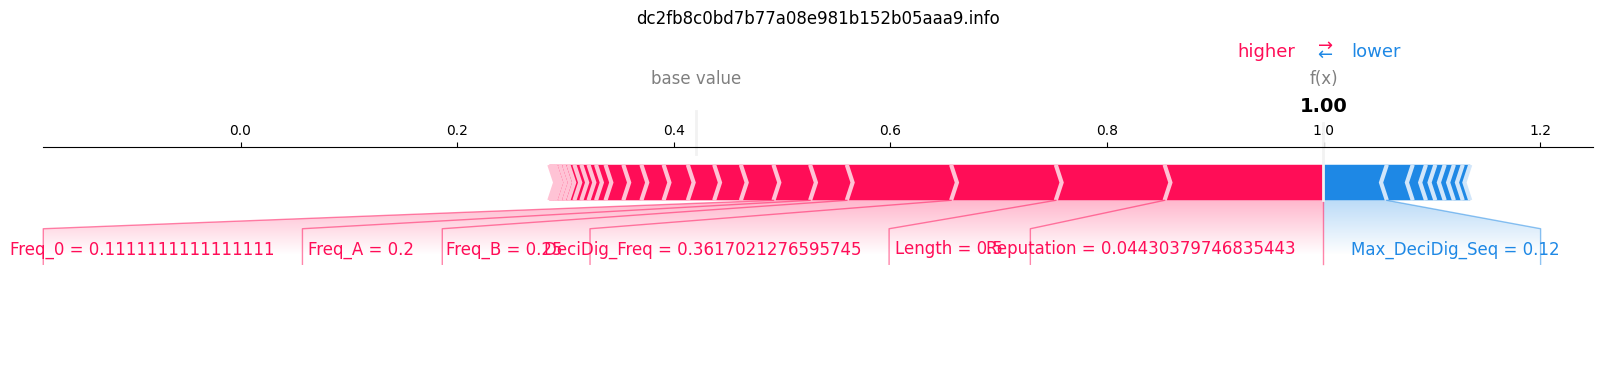 dc2fb8c0bd7b77a08e981b152b05aaa9.info
higher ⇄ lower
base value f(x)
1.00
0.0 0.2 0.4 0.6 0.8 1.0 1.2
Freq_0 = 0.1111111111111111 Freq_A = 0.2 Freq_B = 0.25 DeciDig_Freq = 0.3617021276595745 Length = 0.5 Reputation = 0.04430379746835443 Max_DeciDig_Seq = 0.12